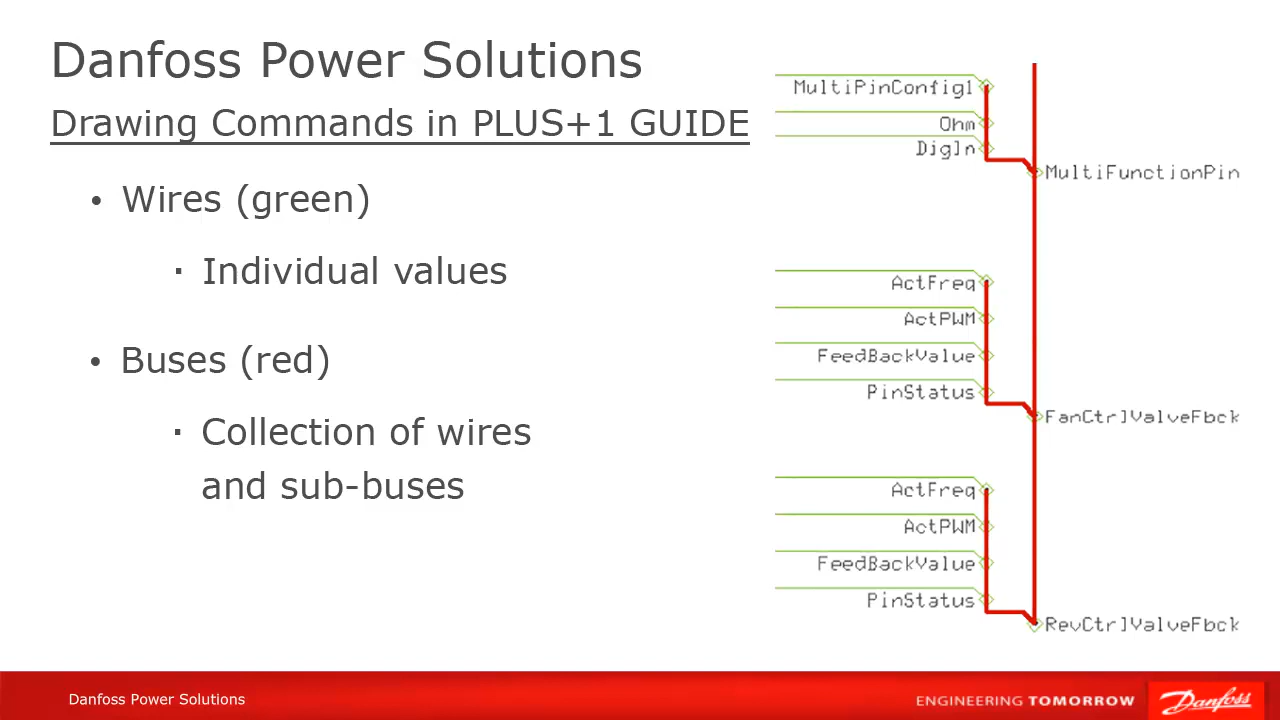 Danfoss Power Solutions
Drawing Commands in PLUS+1 GUIDE
• Wires (green)
▪ Individual values
• Buses (red)
▪ Collection of wires
and sub-buses
MultiPinConfig1
Ohm
DigIn
MultiFunctionPin
ActFreq
ActPWM
FeedBackValue
PinStatus
FanCtrlValveFbck
ActFreq
ActPWM
FeedBackValue
PinStatus
RevCtrlValveFbck
Danfoss Power Solutions
ENGINEERING TOMORROW
Danfoss